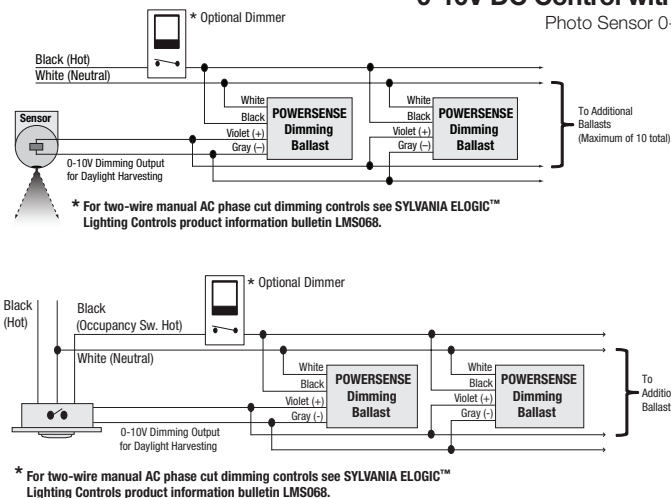 0-10V DC Control with
Photo Sensor 0-
* Optional Dimmer
Black (Hot)
White (Neutral)
Sensor
White
Black
Violet (+)
Gray (–)
POWERSENSE
Dimming
Ballast
White
Black
Violet (+)
Gray (–)
POWERSENSE
Dimming
Ballast
To Additional
Ballasts
(Maximum of 10 total)
0-10V Dimming Output
for Daylight Harvesting
* For two-wire manual AC phase cut dimming controls see SYLVANIA ELOGIC™
Lighting Controls product information bulletin LMS068.
* Optional Dimmer
Black
(Hot)
Black
(Occupancy Sw. Hot)
White (Neutral)
White
Black
Violet (+)
Gray (-)
POWERSENSE
Dimming
Ballast
White
Black
Violet (+)
Gray (-)
POWERSENSE
Dimming
Ballast
To
Additio
Ballast
0-10V Dimming Output
for Daylight Harvesting
* For two-wire manual AC phase cut dimming controls see SYLVANIA ELOGIC™
Lighting Controls product information bulletin LMS068.